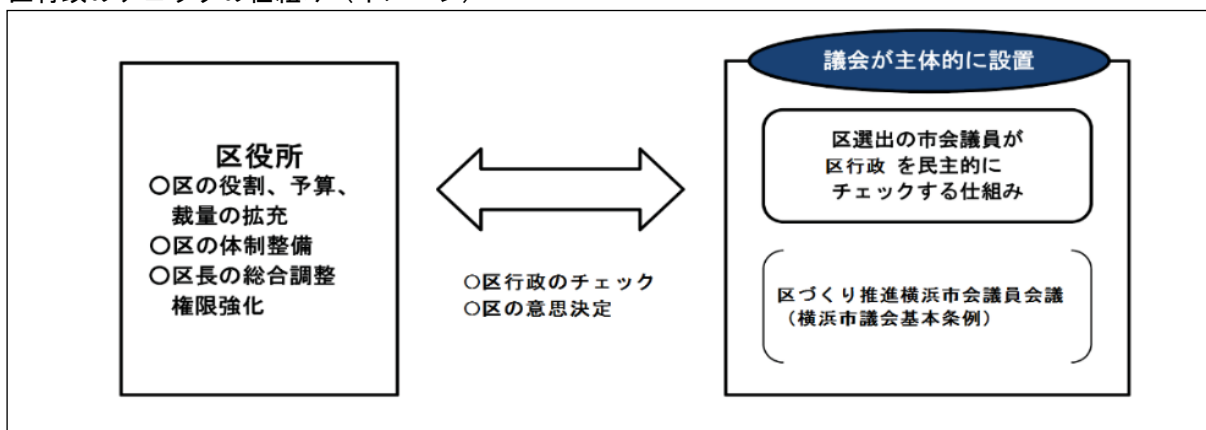 議会が主体的に設置
区役所
〇区の役割、予算、
裁量の拡充
〇区の体制整備
〇区長の総合調整
権限強化
〇区行政のチェック
〇区の意思決定
区選出の市会議員が
区行政 を民主的に
チェックする仕組み
区づくり推進横浜市会議員会議
（横浜市議会基本条例）